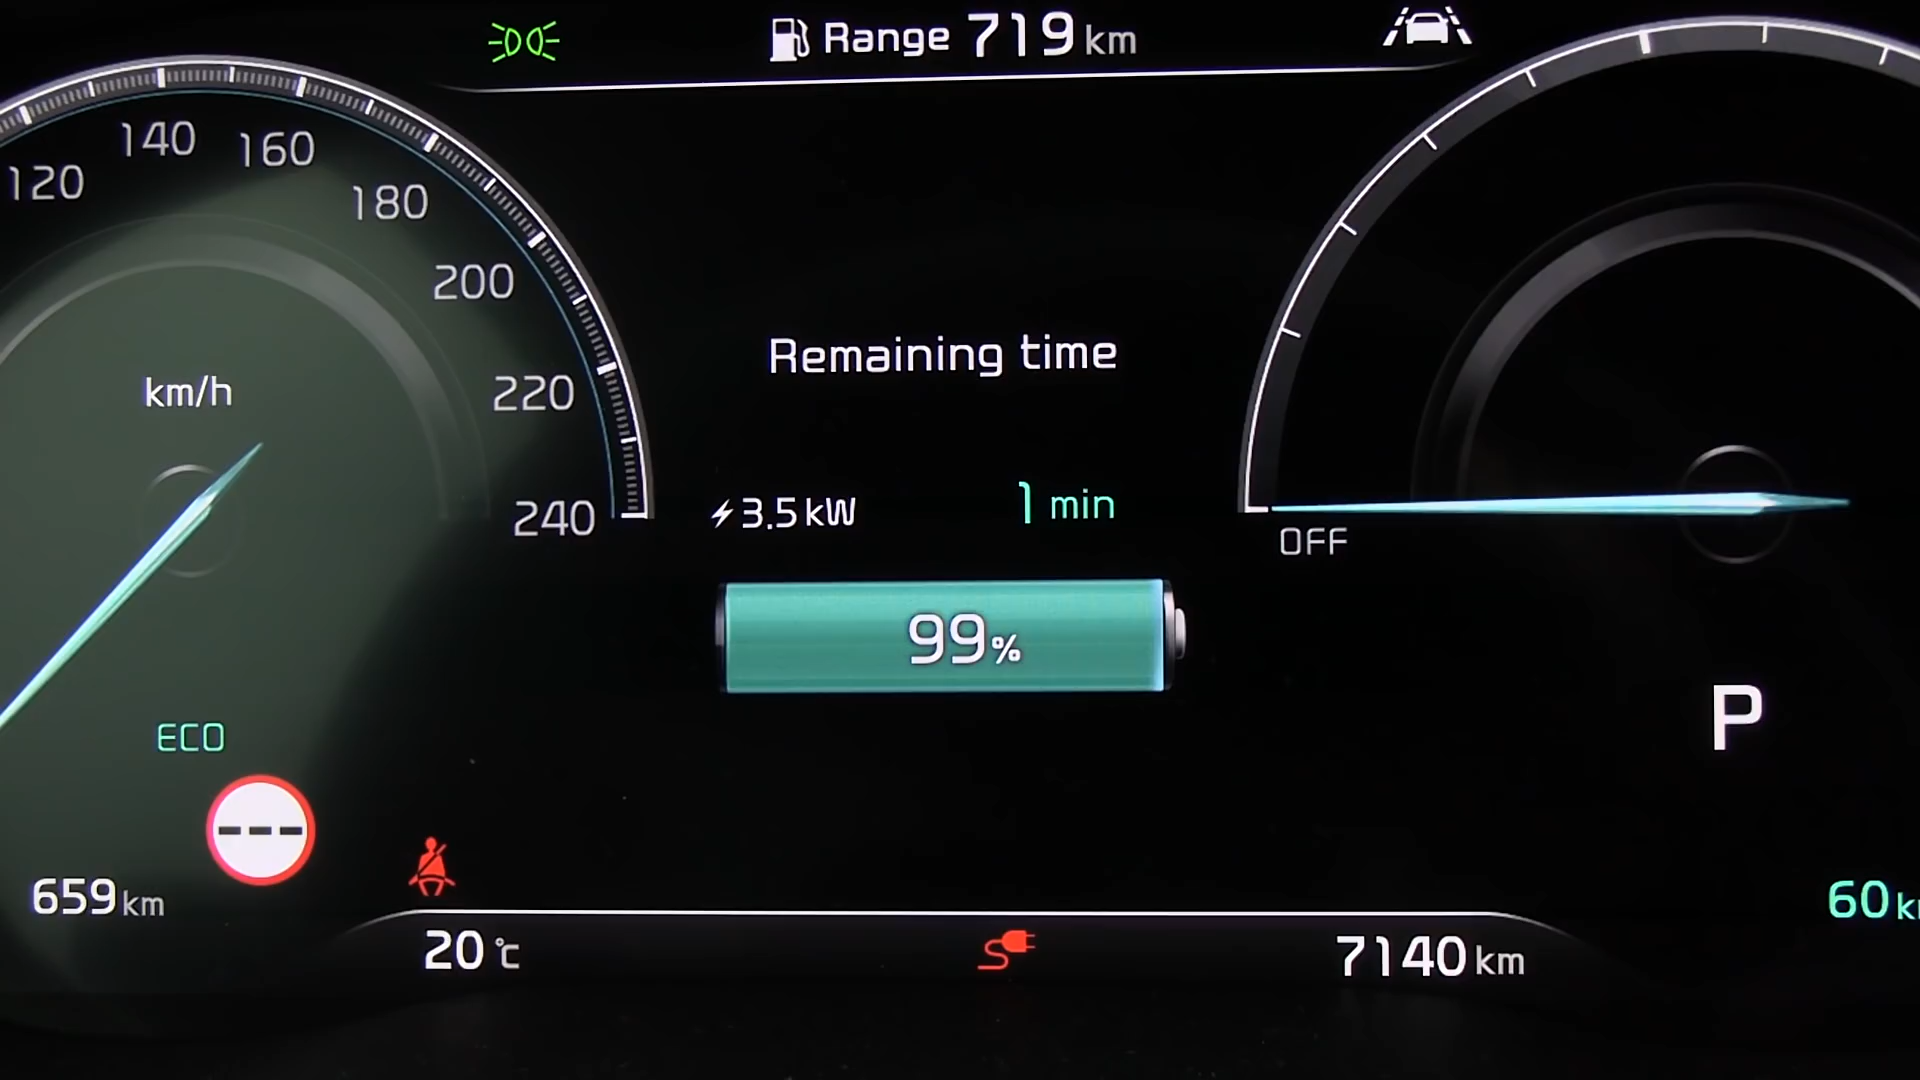 Range 719 km
120
140
160
180
200
220
240
km/h
Remaining time
3.5 kW
1 min
99%
OFF
P
ECO
---
659 km
60
20 °C
7140 km